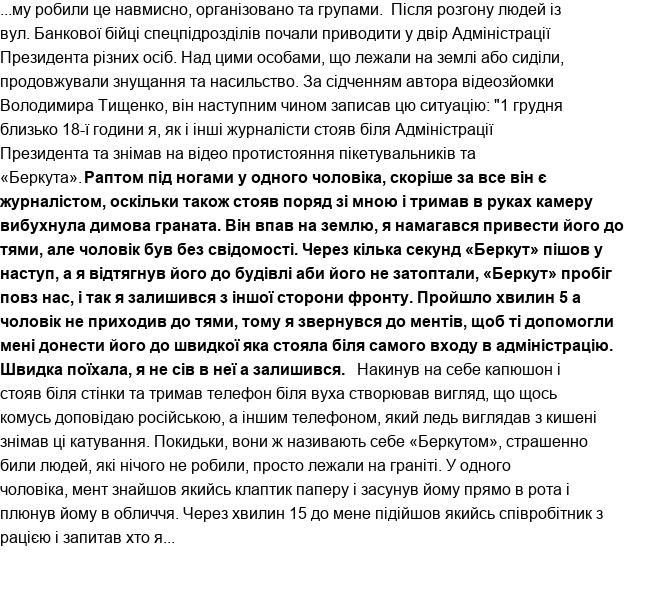 ...му робили це навмисно, організовано та групами.  Після розгону людей із
вул. Банкової бійці спецпідрозділів почали приводити у двір Адміністрації
Президента різних осіб. Над цими особами, що лежали на землі або сиділи,
продовжували знущання та насильство. За сідченням автора відеозйомки
Володимира Тищенко, він наступним чином записав цю ситуацію: "1 грудня
близько 18-ї години я, як і інші журналісти стояв біля Адміністрації
Президента та знімав на відео протистояння пікетувальників та
«Беркута». Раптом під ногами у одного чоловіка, скоріше за все він є
журналістом, оскільки також стояв поряд зі мною і тримав в руках камеру
вибухнула димова граната. Він впав на землю, я намагався привести його до
тями, але чоловік був без свідомості. Через кілька секунд «Беркут» пішов у
наступ, а я відтягнув його до будівлі аби його не затоптали, «Беркут» пробіг
повз нас, і так я залишився з іншої сторони фронту. Пройшло хвилин 5 а
чоловік не приходив до тями, тому я звернувся до ментів, щоб ті допомогли
мені донести його до швидкої яка стояла біля самого входу в адміністрацію.
Швидка поїхала, я не сів в неї а залишився.   Накинув на себе капюшон і
стояв біля стінки та тримав телефон біля вуха створював вигляд, що щось
комусь доповідаю російською, а іншим телефоном, який ледь виглядав з кишені
знімав ці катування. Покидьки, вони ж називають себе «Беркутом», страшенно
били людей, які нічого не робили, просто лежали на граніті. У одного
чоловіка, мент знайшов якийсь клаптик паперу і засунув йому прямо в рота і
плюнув йому в обличчя. Через хвилин 15 до мене підійшов якийсь співробітник з
рацією і запитав хто я...